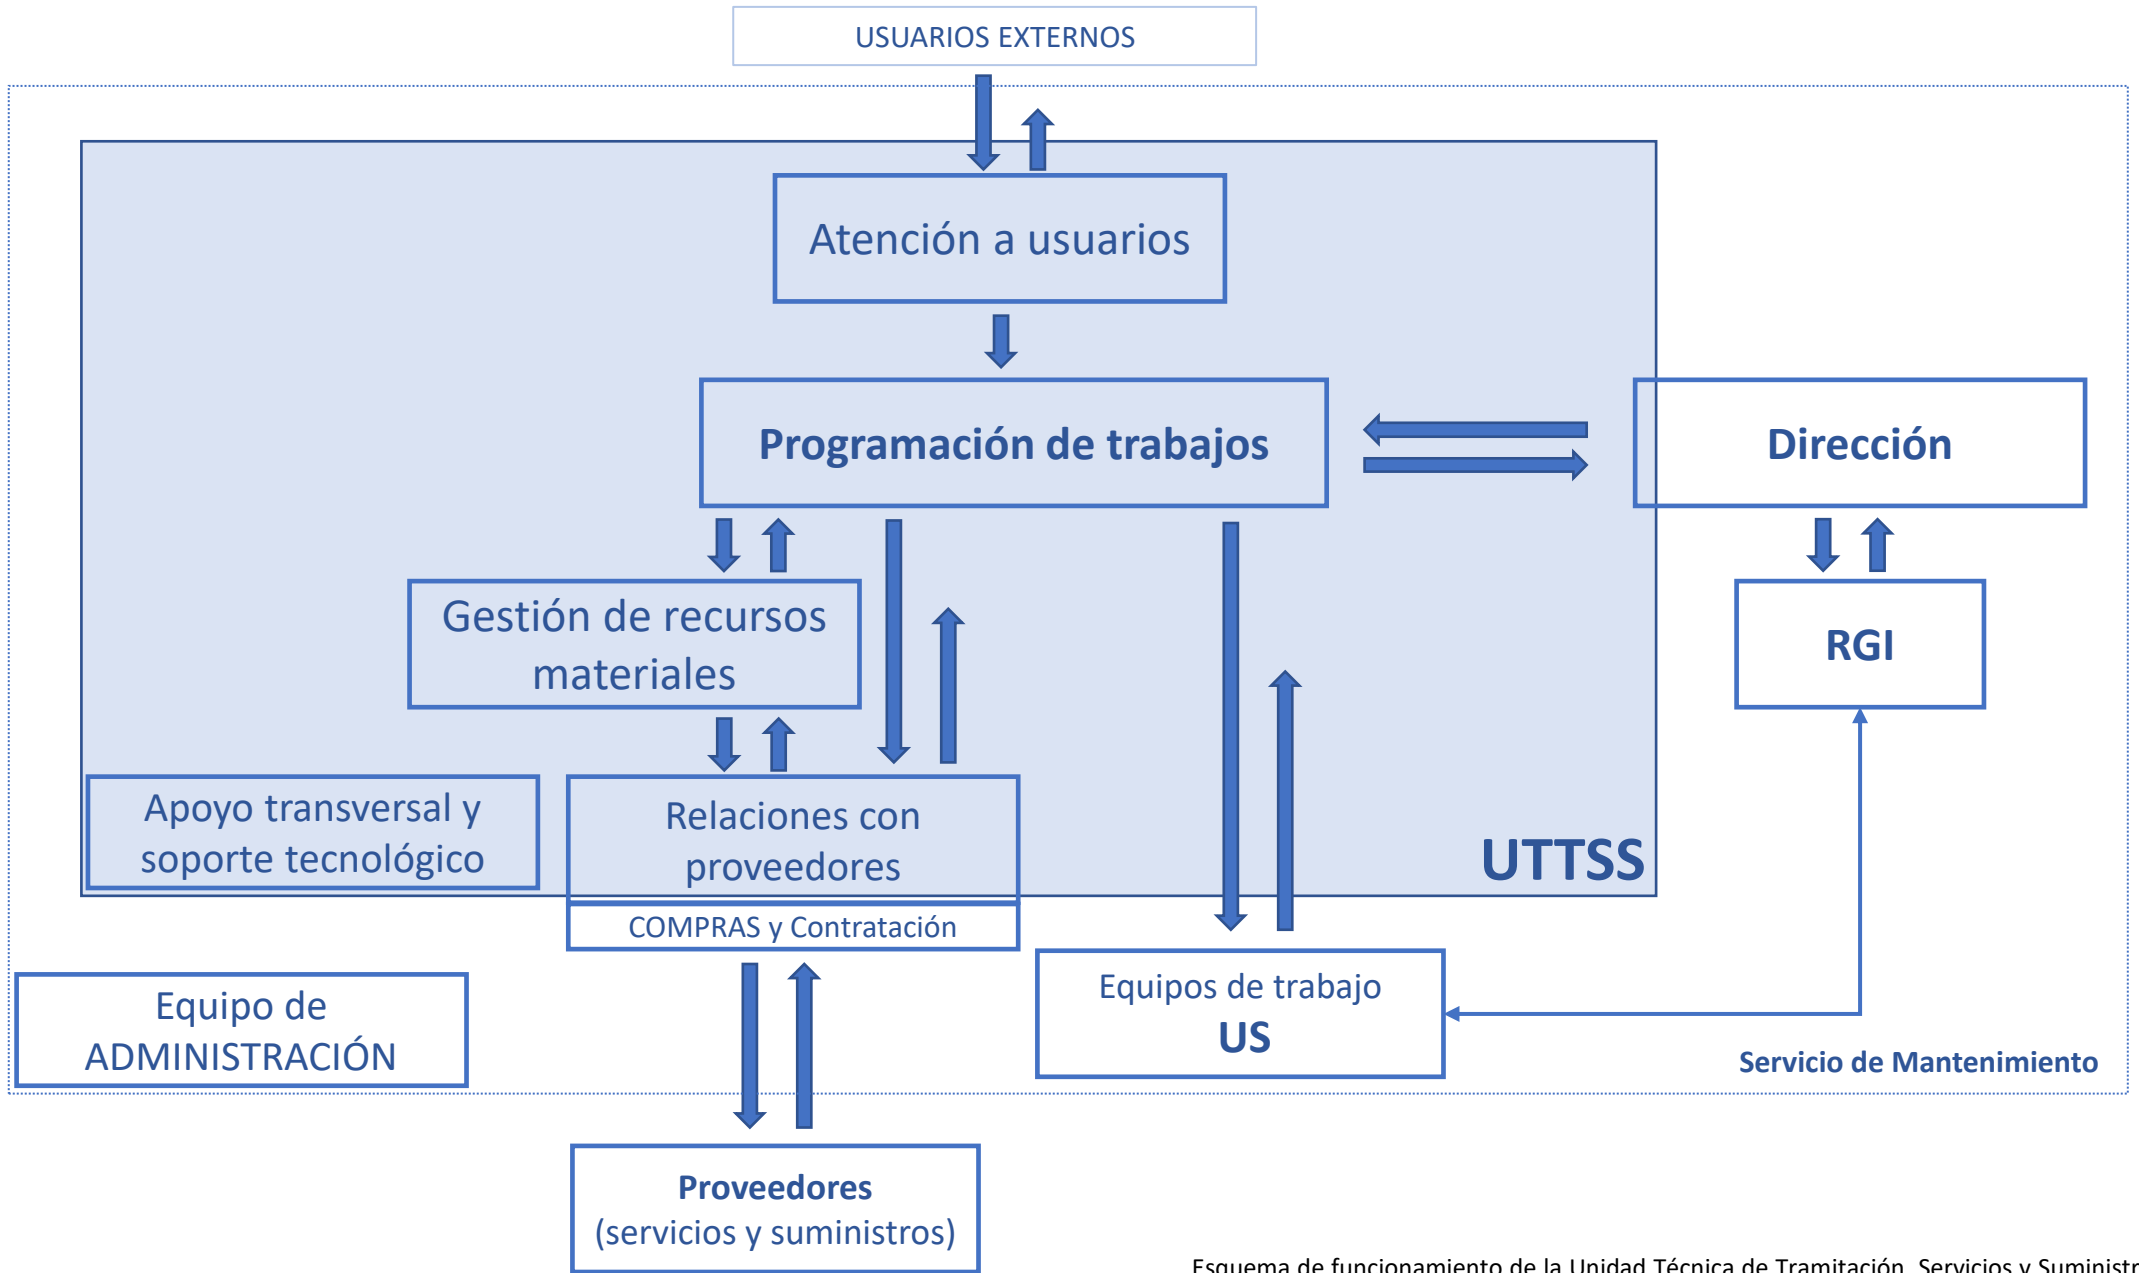 USUARIOS EXTERNOS
Atención a usuarios
Programación de trabajos
Dirección
Gestión de recursos
materiales
RGI
Apoyo transversal y
soporte tecnológico
Relaciones con
proveedores
UTTSS
COMPRAS y Contratación
Equipo de
ADMINISTRACIÓN
Equipos de trabajo
US
Servicio de Mantenimiento
Proveedores
(servicios y suministros)
Esquema de funcionamiento de la Unidad Técnica de Tramitación, Servicios y Suministr